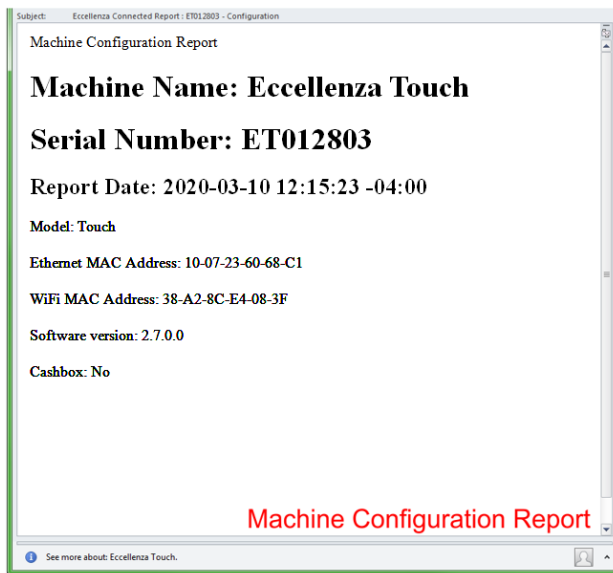 Subject: Eccellenza Connected Report : ET012803 - Configuration
Machine Configuration Report
Machine Name: Eccellenza Touch
Serial Number: ET012803
Report Date: 2020-03-10 12:15:23 -04:00
Model: Touch
Ethernet MAC Address: 10-07-23-60-68-C1
WiFi MAC Address: 38-A2-8C-E4-08-3F
Software version: 2.7.0.0
Cashbox: No
Machine Configuration Report
See more about: Eccellenza Touch.